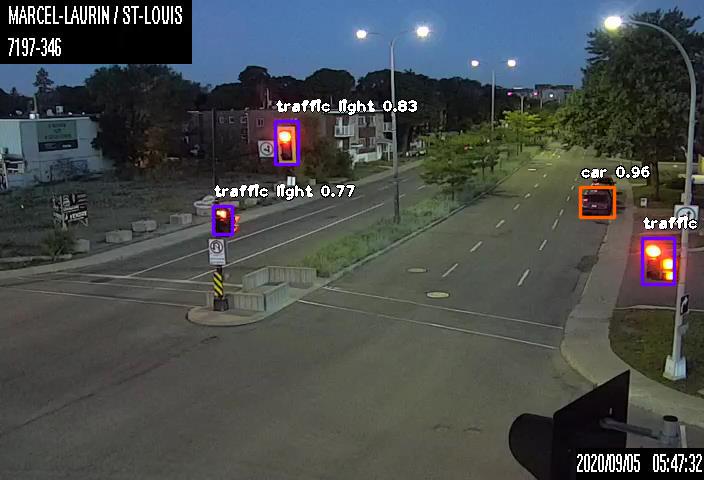 MARCEL-LAURIN / ST-LOUIS
7197-346
traffic light 0.83
car 0.96
traffic light 0.77
traffic
2020/09/05 05:47:32